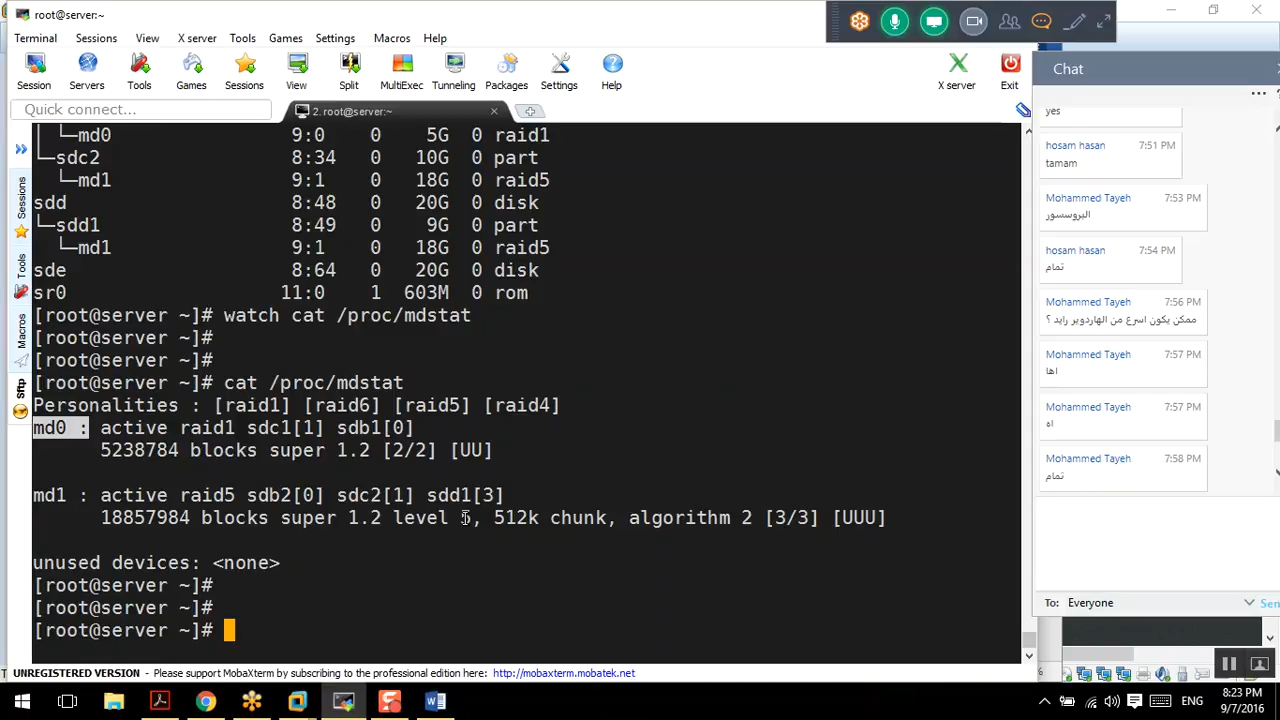 root@server:~
Terminal Sessions View X server Tools Games Settings Macros Help
Session Servers Tools Games Sessions View Split MultiExec Tunneling Packages Settings Help X server Exit
Quick connect...
2. root@server:~
Sessions
Tools
Macros
Sftp
└─md0 9:0 0 5G 0 raid1
└─sdc2 8:34 0 10G 0 part
└─md1 9:1 0 18G 0 raid5
sdd 8:48 0 20G 0 disk
└─sdd1 8:49 0 9G 0 part
└─md1 9:1 0 18G 0 raid5
sde 8:64 0 20G 0 disk
sr0 11:0 1 603M 0 rom
[root@server ~]# watch cat /proc/mdstat
[root@server ~]#
[root@server ~]#
[root@server ~]# cat /proc/mdstat
Personalities : [raid1] [raid6] [raid5] [raid4]
md0 : active raid1 sdc1[1] sdb1[0]
5238784 blocks super 1.2 [2/2] [UU]
md1 : active raid5 sdb2[0] sdc2[1] sdd1[3]
18857984 blocks super 1.2 level 5, 512k chunk, algorithm 2 [3/3] [UUU]
unused devices: <none>
[root@server ~]#
[root@server ~]#
[root@server ~]#
UNREGISTERED VERSION - Please support MobaXterm by subscribing to the professional edition here: http://mobaxterm.mobatek.net
Chat
yes
hosam hasan 7:51 PM
tamam
Mohammed Tayeh 7:53 PM
البروسسور
hosam hasan 7:54 PM
تمام
Mohammed Tayeh 7:56 PM
ممكن يكون اسرع من الهاردوير رايد ؟
Mohammed Tayeh 7:57 PM
اها
Mohammed Tayeh 7:57 PM
اه
Mohammed Tayeh 7:58 PM
تمام
To: Everyone
ENG
8:23 PM
9/7/2016